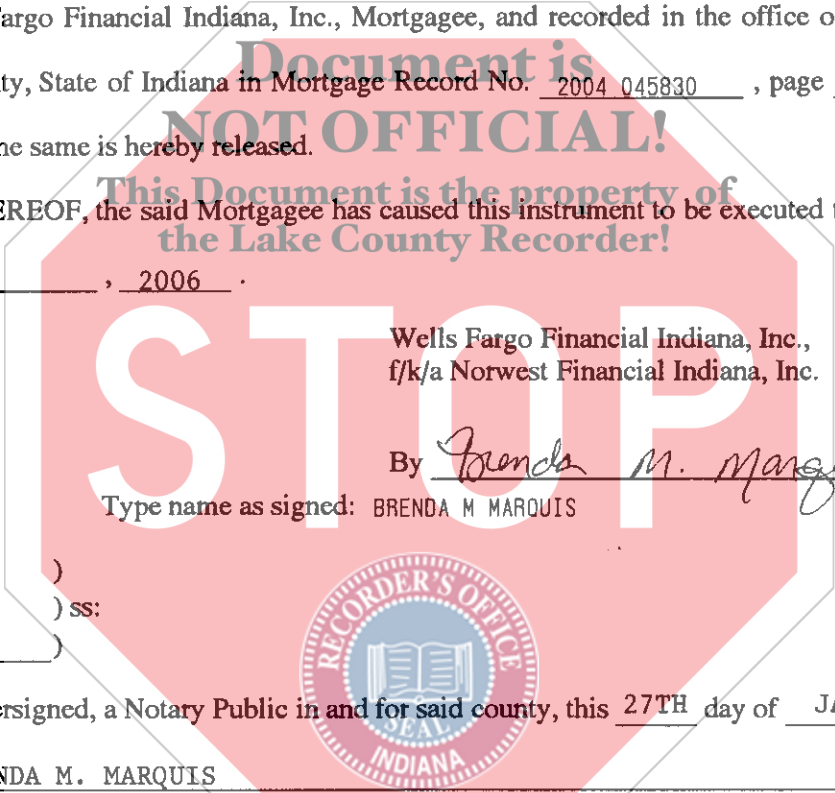 argo Financial Indiana, Inc., Mortgagee, and recorded in the office o
Document is
ty, State of Indiana in Mortgage Record No. 2004 045830 , page
NOT OFFICIAL!
ne same is hereby released.
This Document is the property of
EREOF, the said Mortgagee has caused this instrument to be executed
the Lake County Recorder!
, 2006 .
STOP
Wells Fargo Financial Indiana, Inc.,
f/k/a Norwest Financial Indiana, Inc.
By Brenda M. Marq
Type name as signed: BRENDA M MARQUIS
)
) ss:
)
RECORDER'S OFFICE
SEAL
INDIANA
ersigned, a Notary Public in and for said county, this 27TH day of JA
NDA M. MARQUIS